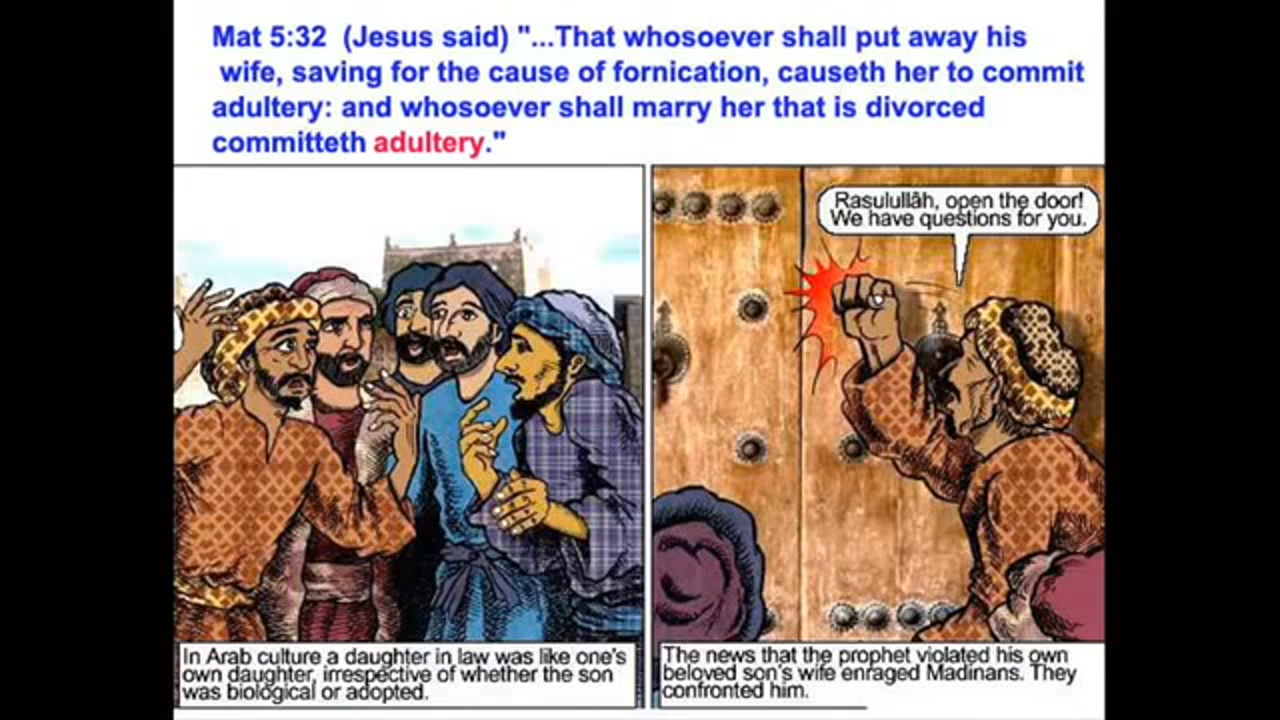 Mat 5:32 (Jesus said) "...That whosoever shall put away his
wife, saving for the cause of fornication, causeth her to commit
adultery: and whosoever shall marry her that is divorced
committeth adultery."
Rasulullâh, open the door!
We have questions for you.
In Arab culture a daughter in law was like one's
own daughter, irrespective of whether the son
was biological or adopted.
The news that the prophet violated his own
beloved son's wife enraged Madinans. They
confronted him.